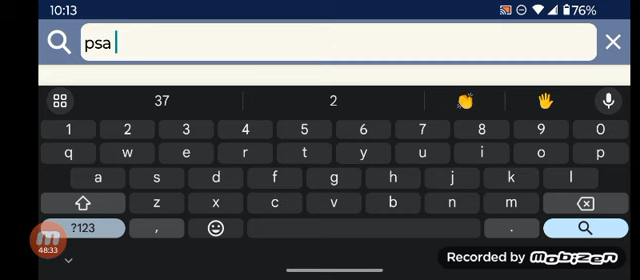 10:13 76%
psa
37 2
1 2 3 4 5 6 7 8 9 0
q w e r t y u i o p
a s d f g h j k l
z x c v b n m
?123 , .
48:33
Recorded by mobizen